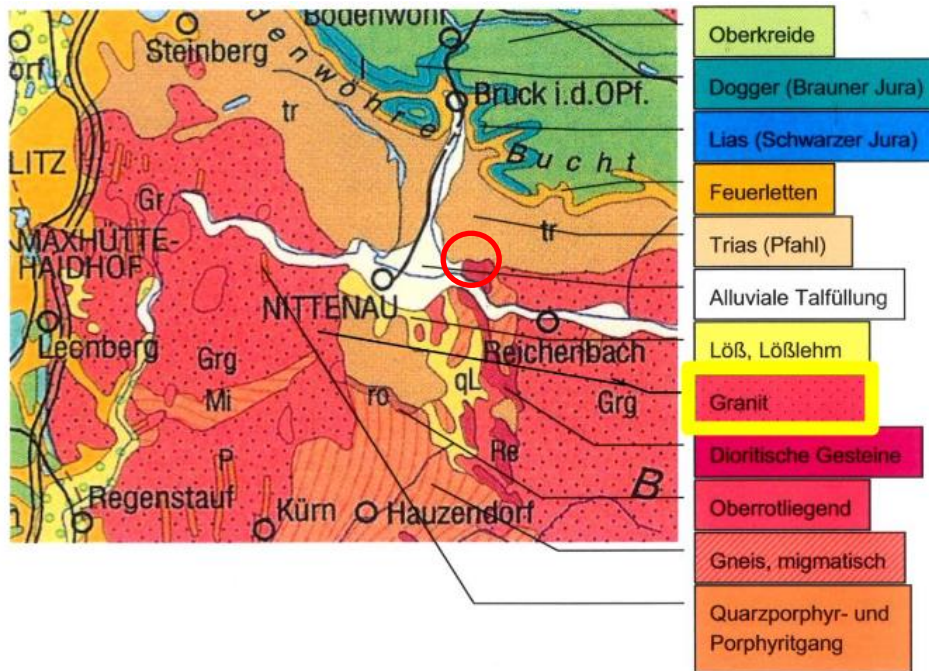 Bodenwöhr
Steinberg
denwöhre
orf
l
tr
Bruck i.d.OPf.
Bucht
LITZ
Gr
tr
MAXHÜTTE-
HAIDHOF
NITTENAU
Leonberg
Reichenbach
Grg
qL
Mi
ro
Grg
Re
P
B
Regenstauf
Kürn
Hauzendorf
Oberkreide
Dogger (Brauner Jura)
Lias (Schwarzer Jura)
Feuerletten
Trias (Pfahl)
Alluviale Talfüllung
Löß, Lößlehm
Granit
Dioritische Gesteine
Oberrotliegend
Gneis, migmatisch
Quarzporphyr- und
Porphyritgang